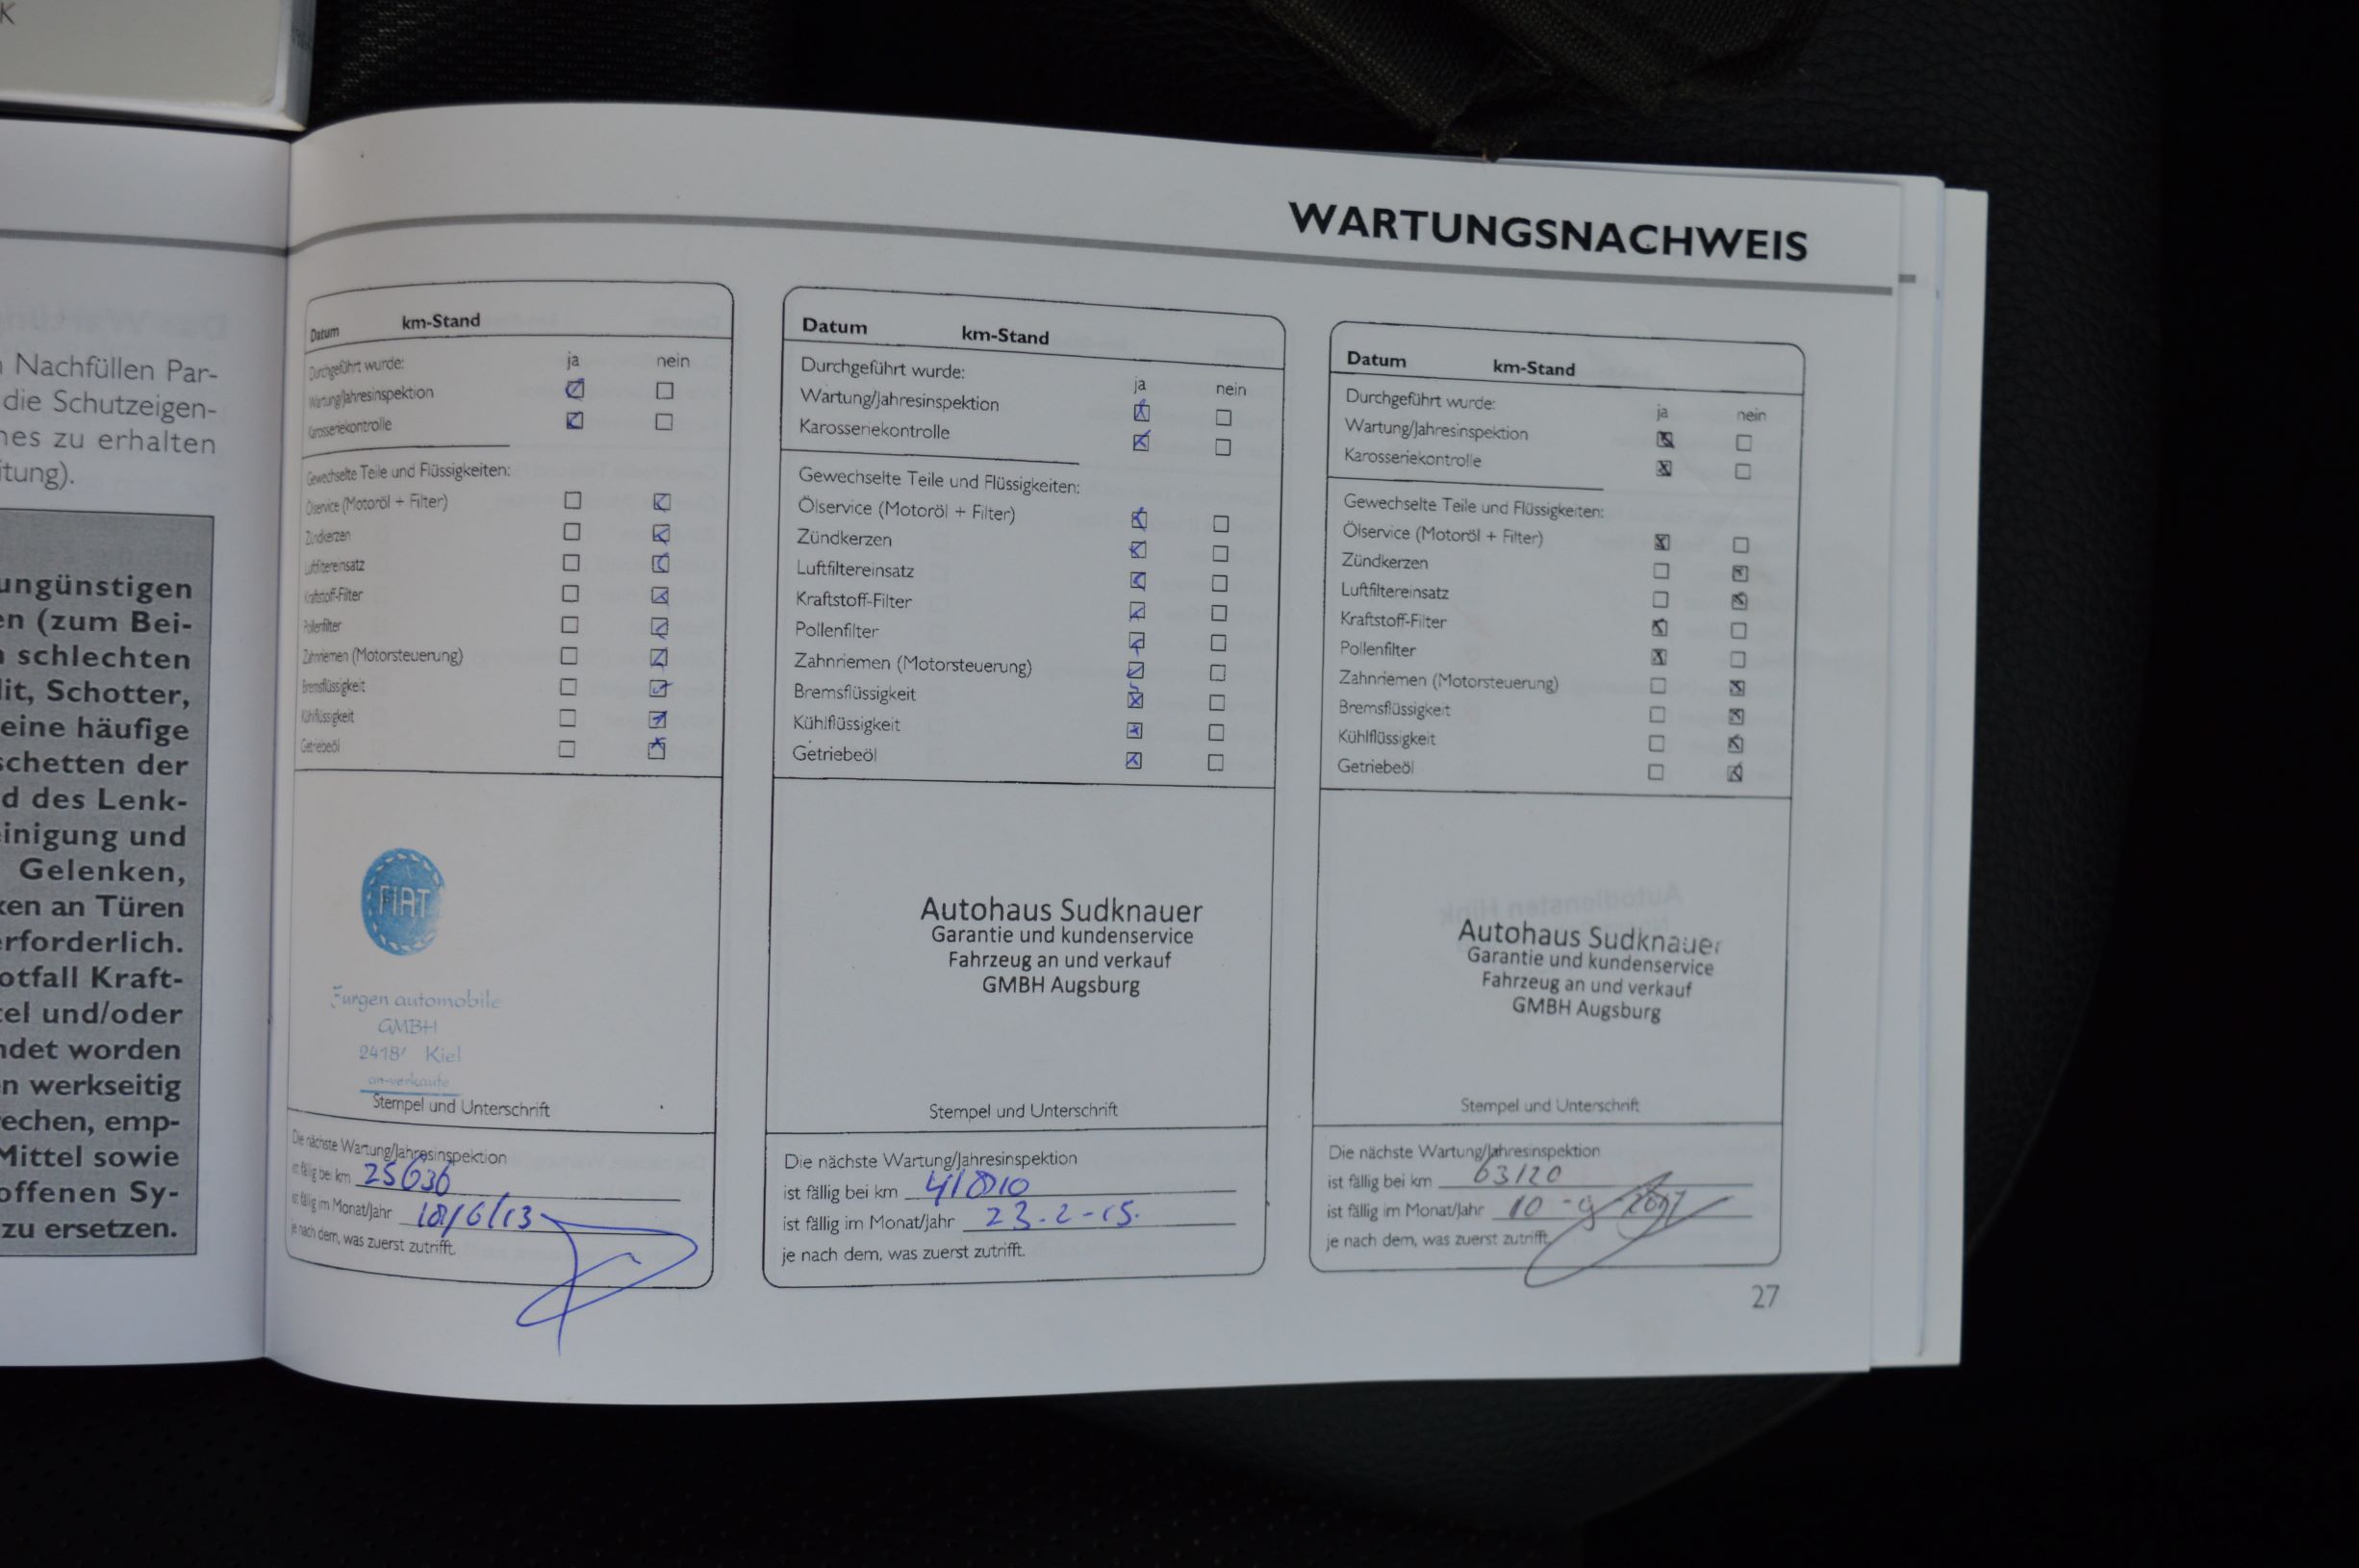 K
Nachfüllen Par-
die Schutzeigen-
nes zu erhalten
itung).
ungünstigen
en (zum Bei-
schlechten
lit, Schotter,
eine häufige
schetten der
d des Lenk-
inigung und
Gelenken,
ken an Türen
erforderlich.
otfall Kraft-
tel und/oder
ndet worden
n werkseitig
rechen, emp-
Mittel sowie
offenen Sy-
zu ersetzen.
WARTUNGSNACHWEIS
Datum km-Stand
Durchgeführt wurde: ja nein
Wartung/Jahresinspektion
Karosseriekontrolle
Gewechselte Teile und Flüssigkeiten:
Ölservice (Motoröl + Filter)
Zündkerzen
Luftfiltereinsatz
Kraftstoff-Filter
Pollenfilter
Zahnriemen (Motorsteuerung)
Bremsflüssigkeit
Kühlflüssigkeit
Getriebeöl
FIAT
Furgen automobile
GMBH
Kiel
an-verkaufe
Stempel und Unterschrift
Die nächste Wartung/Jahresinspektion
ist fällig bei km 25636
ist fällig im Monat/Jahr 18/6/13
je nach dem, was zuerst zutrifft.
Datum km-Stand
Durchgeführt wurde: ja nein
Wartung/Jahresinspektion
Karosseriekontrolle
Gewechselte Teile und Flüssigkeiten:
Ölservice (Motoröl + Filter)
Zündkerzen
Luftfiltereinsatz
Kraftstoff-Filter
Pollenfilter
Zahnriemen (Motorsteuerung)
Bremsflüssigkeit
Kühlflüssigkeit
Getriebeöl
Autohaus Sudknauer
Garantie und kundenservice
Fahrzeug an und verkauf
GMBH Augsburg
Stempel und Unterschrift
Die nächste Wartung/Jahresinspektion
ist fällig bei km 41810
ist fällig im Monat/Jahr 23-2-15.
je nach dem, was zuerst zutrifft.
Datum km-Stand
Durchgeführt wurde: ja nein
Wartung/Jahresinspektion
Karosseriekontrolle
Gewechselte Teile und Flüssigkeiten:
Ölservice (Motoröl + Filter)
Zündkerzen
Luftfiltereinsatz
Kraftstoff-Filter
Pollenfilter
Zahnriemen (Motorsteuerung)
Bremsflüssigkeit
Kühlflüssigkeit
Getriebeöl
Autohaus Sudknauer
Garantie und kundenservice
Fahrzeug an und verkauf
GMBH Augsburg
Stempel und Unterschrift
Die nächste Wartung/Jahresinspektion
ist fällig bei km 63120
ist fällig im Monat/Jahr 10-9-2017
je nach dem, was zuerst zutrifft.
27